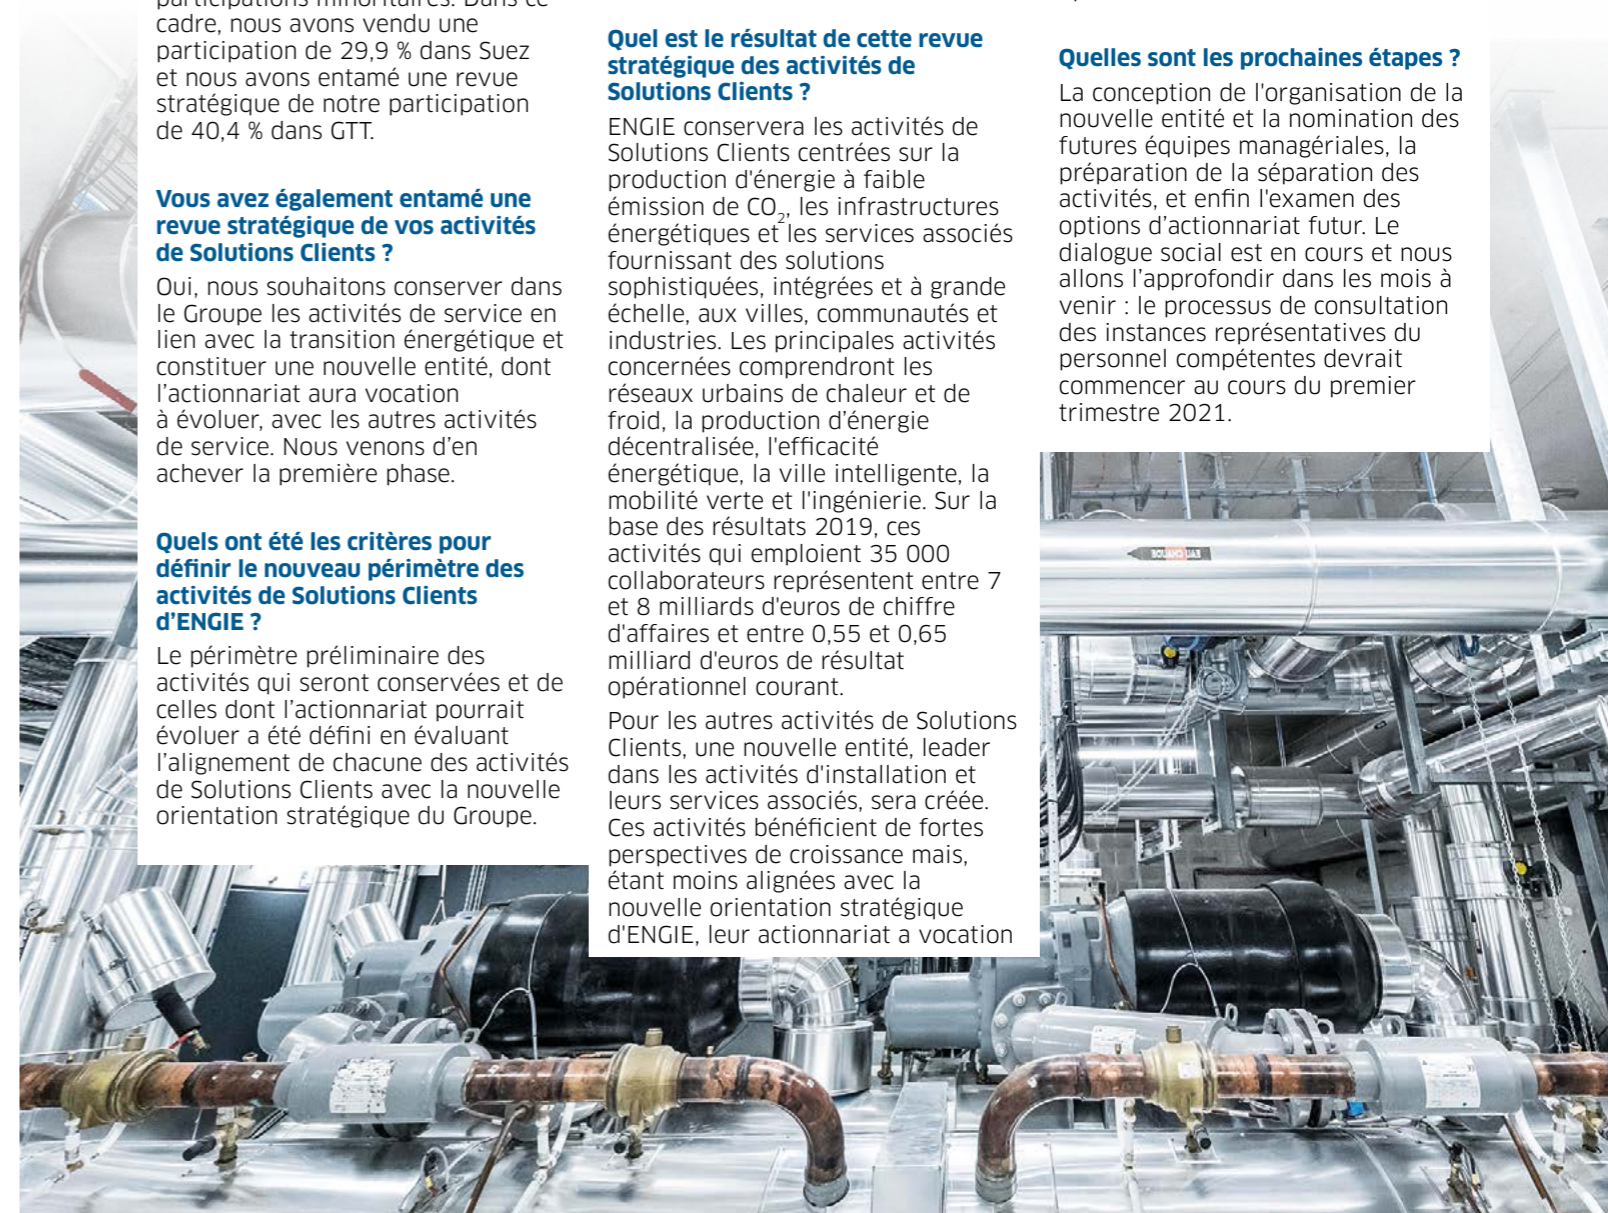 participations minoritaires. Dans ce
cadre, nous avons vendu une
participation de 29,9 % dans Suez
et nous avons entamé une revue
stratégique de notre participation
de 40,4 % dans GTT.
Vous avez également entamé une
revue stratégique de vos activités
de Solutions Clients ?
Oui, nous souhaitons conserver dans
le Groupe les activités de service en
lien avec la transition énergétique et
constituer une nouvelle entité, dont
l’actionnariat aura vocation
à évoluer, avec les autres activités
de service. Nous venons d’en
achever la première phase.
Quels ont été les critères pour
définir le nouveau périmètre des
activités de Solutions Clients
d’ENGIE ?
Le périmètre préliminaire des
activités qui seront conservées et de
celles dont l’actionnariat pourrait
évoluer a été défini en évaluant
l’alignement de chacune des activités
de Solutions Clients avec la nouvelle
orientation stratégique du Groupe.
Quel est le résultat de cette revue
stratégique des activités de
Solutions Clients ?
ENGIE conservera les activités de
Solutions Clients centrées sur la
production d'énergie à faible
émission de CO₂, les infrastructures
énergétiques et les services associés
fournissant des solutions
sophistiquées, intégrées et à grande
échelle, aux villes, communautés et
industries. Les principales activités
concernées comprendront les
réseaux urbains de chaleur et de
froid, la production d’énergie
décentralisée, l'efficacité
énergétique, la ville intelligente, la
mobilité verte et l'ingénierie. Sur la
base des résultats 2019, ces
activités qui emploient 35 000
collaborateurs représentent entre 7
et 8 milliards d'euros de chiffre
d'affaires et entre 0,55 et 0,65
milliard d'euros de résultat
opérationnel courant.
Pour les autres activités de Solutions
Clients, une nouvelle entité, leader
dans les activités d'installation et
leurs services associés, sera créée.
Ces activités bénéficient de fortes
perspectives de croissance mais,
étant moins alignées avec la
nouvelle orientation stratégique
d'ENGIE, leur actionnariat a vocation
Quelles sont les prochaines étapes ?
La conception de l'organisation de la
nouvelle entité et la nomination des
futures équipes managériales, la
préparation de la séparation des
activités, et enfin l'examen des
options d’actionnariat futur. Le
dialogue social est en cours et nous
allons l’approfondir dans les mois à
venir : le processus de consultation
des instances représentatives du
personnel compétentes devrait
commencer au cours du premier
trimestre 2021.
EAU CHAUDE